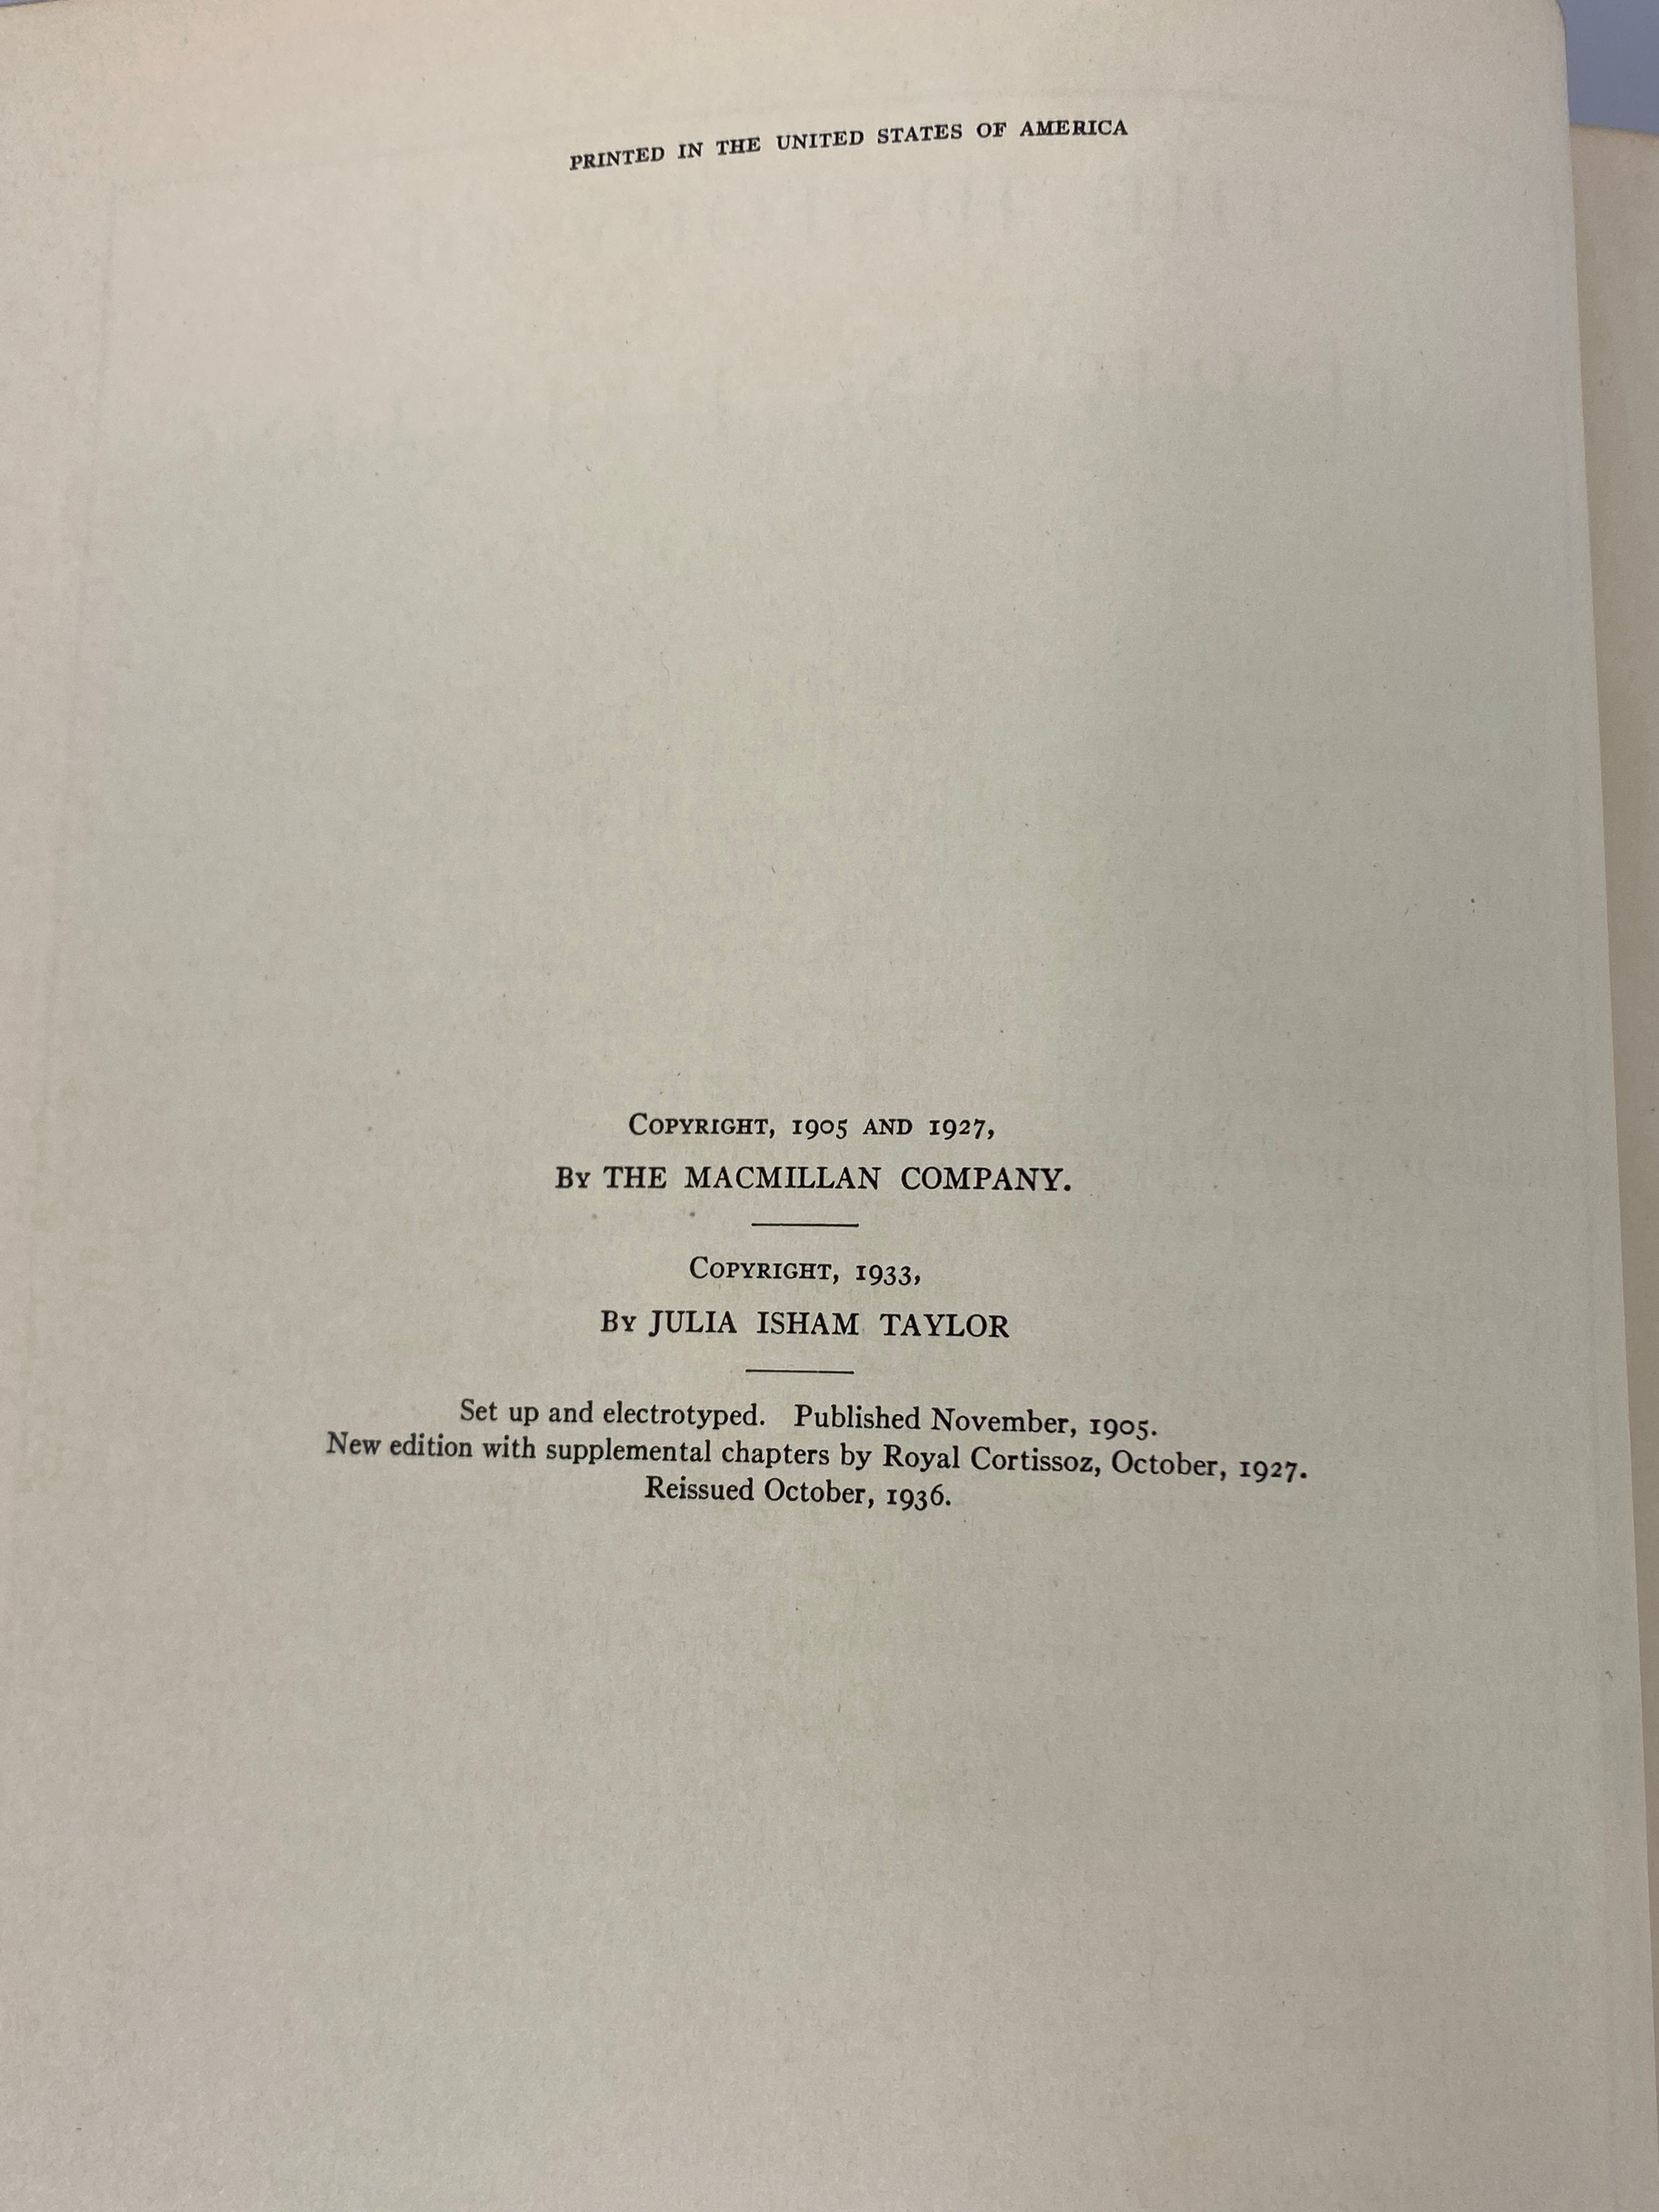 PRINTED IN THE UNITED STATES OF AMERICA
COPYRIGHT, 1905 AND 1927,
BY THE MACMILLAN COMPANY.
COPYRIGHT, 1933,
BY JULIA ISHAM TAYLOR
Set up and electrotyped. Published November, 1905.
New edition with supplemental chapters by Royal Cortissoz, October, 1927.
Reissued October, 1936.